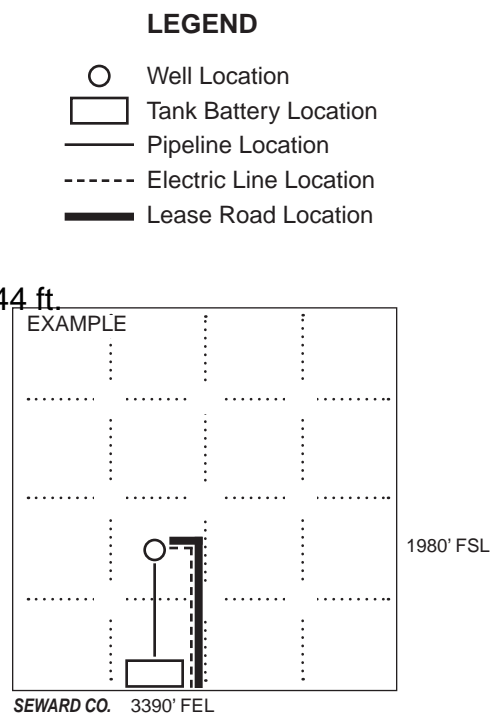 LEGEND
Well Location
Tank Battery Location
Pipeline Location
Electric Line Location
Lease Road Location
44 ft.
EXAMPLE
1980’ FSL
SEWARD CO. 3390’ FEL